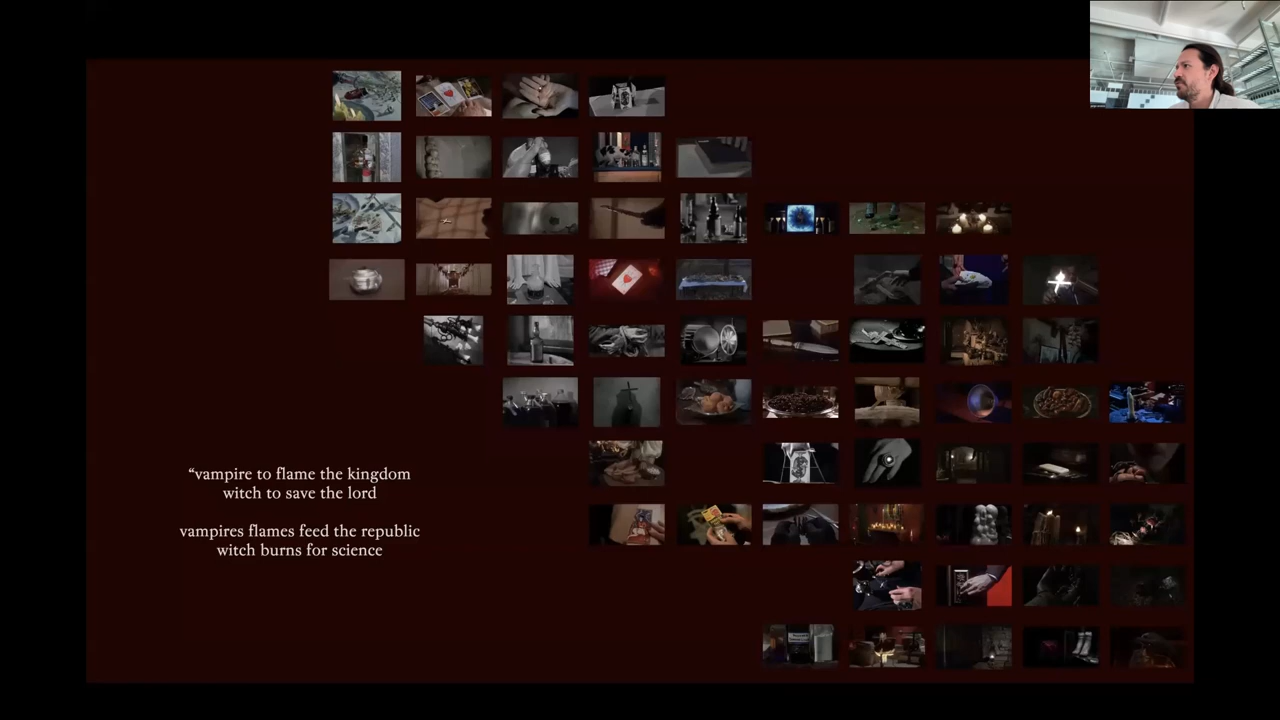 “vampire to flame the kingdom
witch to save the lord
vampires flames feed the republic
witch burns for science